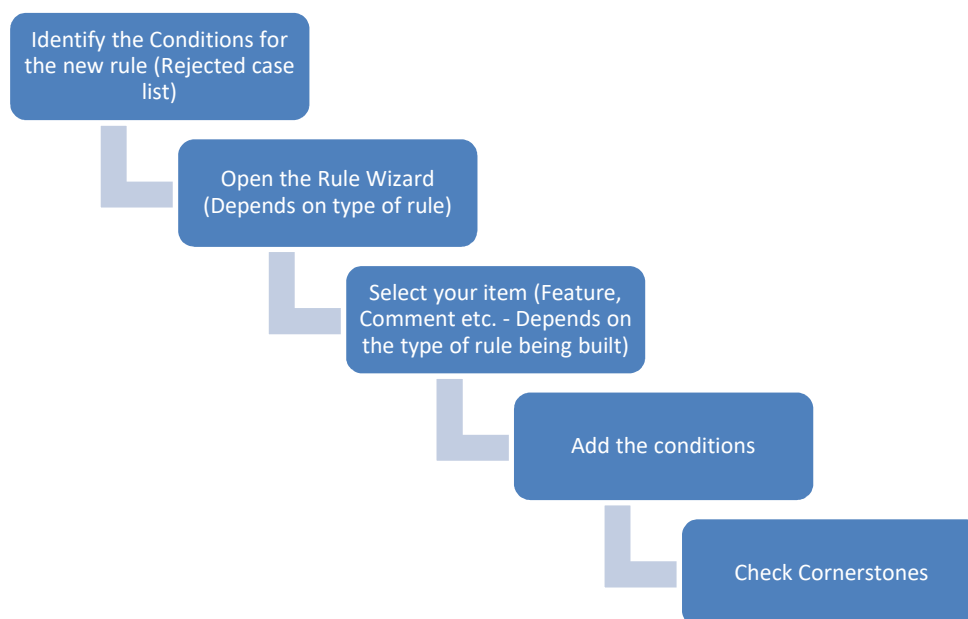 Identify the Conditions for
the new rule (Rejected case
list)
Open the Rule Wizard
(Depends on type of rule)
Select your item (Feature,
Comment etc. - Depends on
the type of rule being built)
Add the conditions
Check Cornerstones